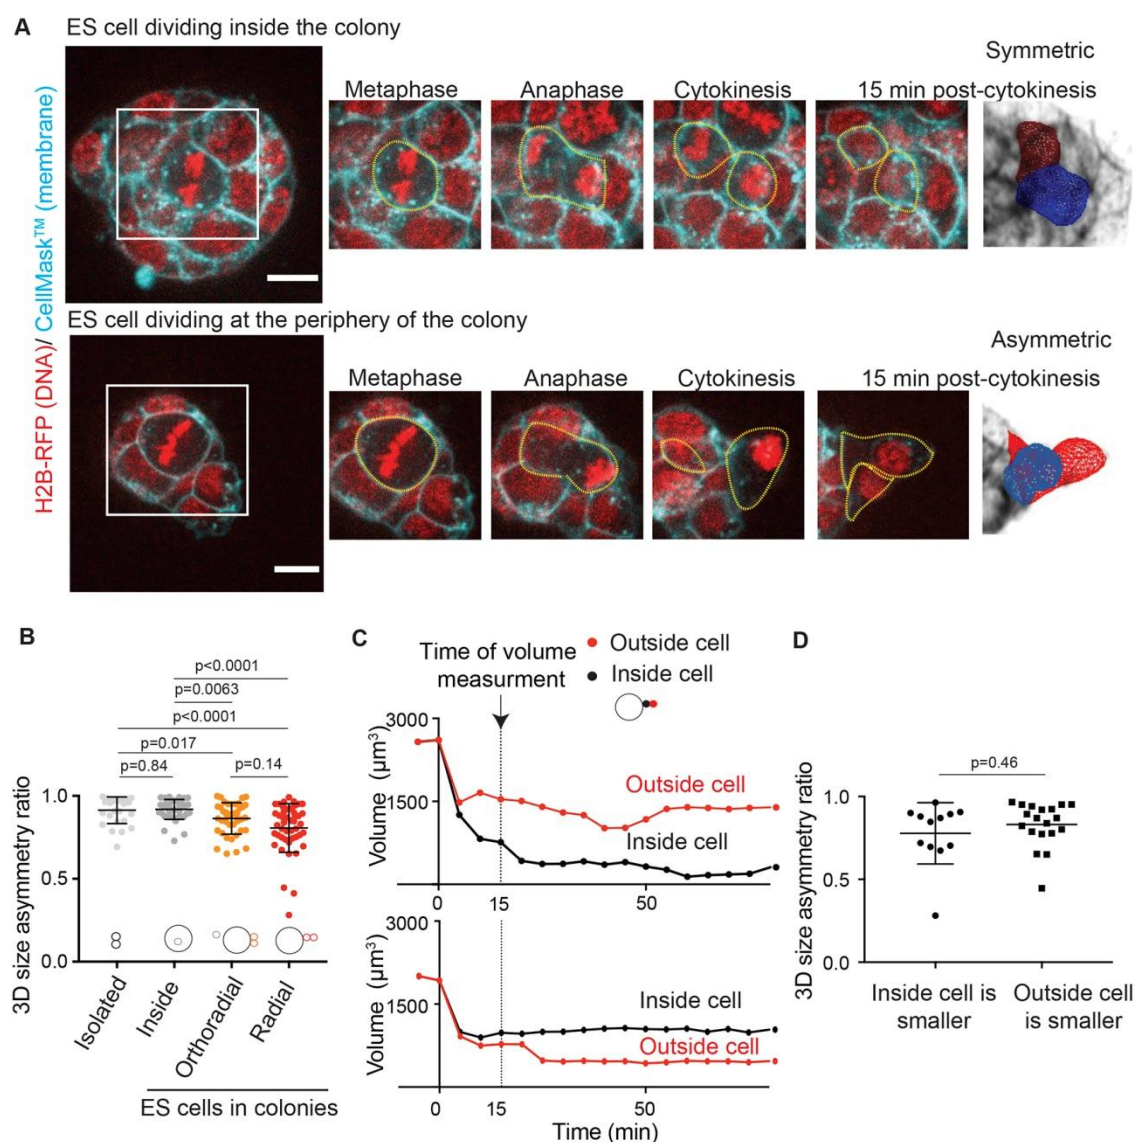 A
ES cell dividing inside the colony
H2B-RFP (DNA)/ CellMask™ (membrane)
Symmetric
Metaphase
Anaphase
Cytokinesis
15 min post-cytokinesis
ES cell dividing at the periphery of the colony
Asymmetric
Metaphase
Anaphase
Cytokinesis
15 min post-cytokinesis
B
p<0.0001
p=0.0063
p<0.0001
p=0.017
p=0.84
p=0.14
3D size asymmetry ratio
1.0
0.5
0.0
Isolated
Inside
Orthoradial
Radial
ES cells in colonies
C
Time of volume
measurment
Outside cell
Inside cell
Volume (µm³)
3000
1500
Outside cell
Inside cell
0
15
50
Volume (µm³)
3000
1500
Inside cell
Outside cell
0
15
50
Time (min)
D
p=0.46
3D size asymmetry ratio
1.0
0.5
0.0
Inside cell is
smaller
Outside cell
is smaller